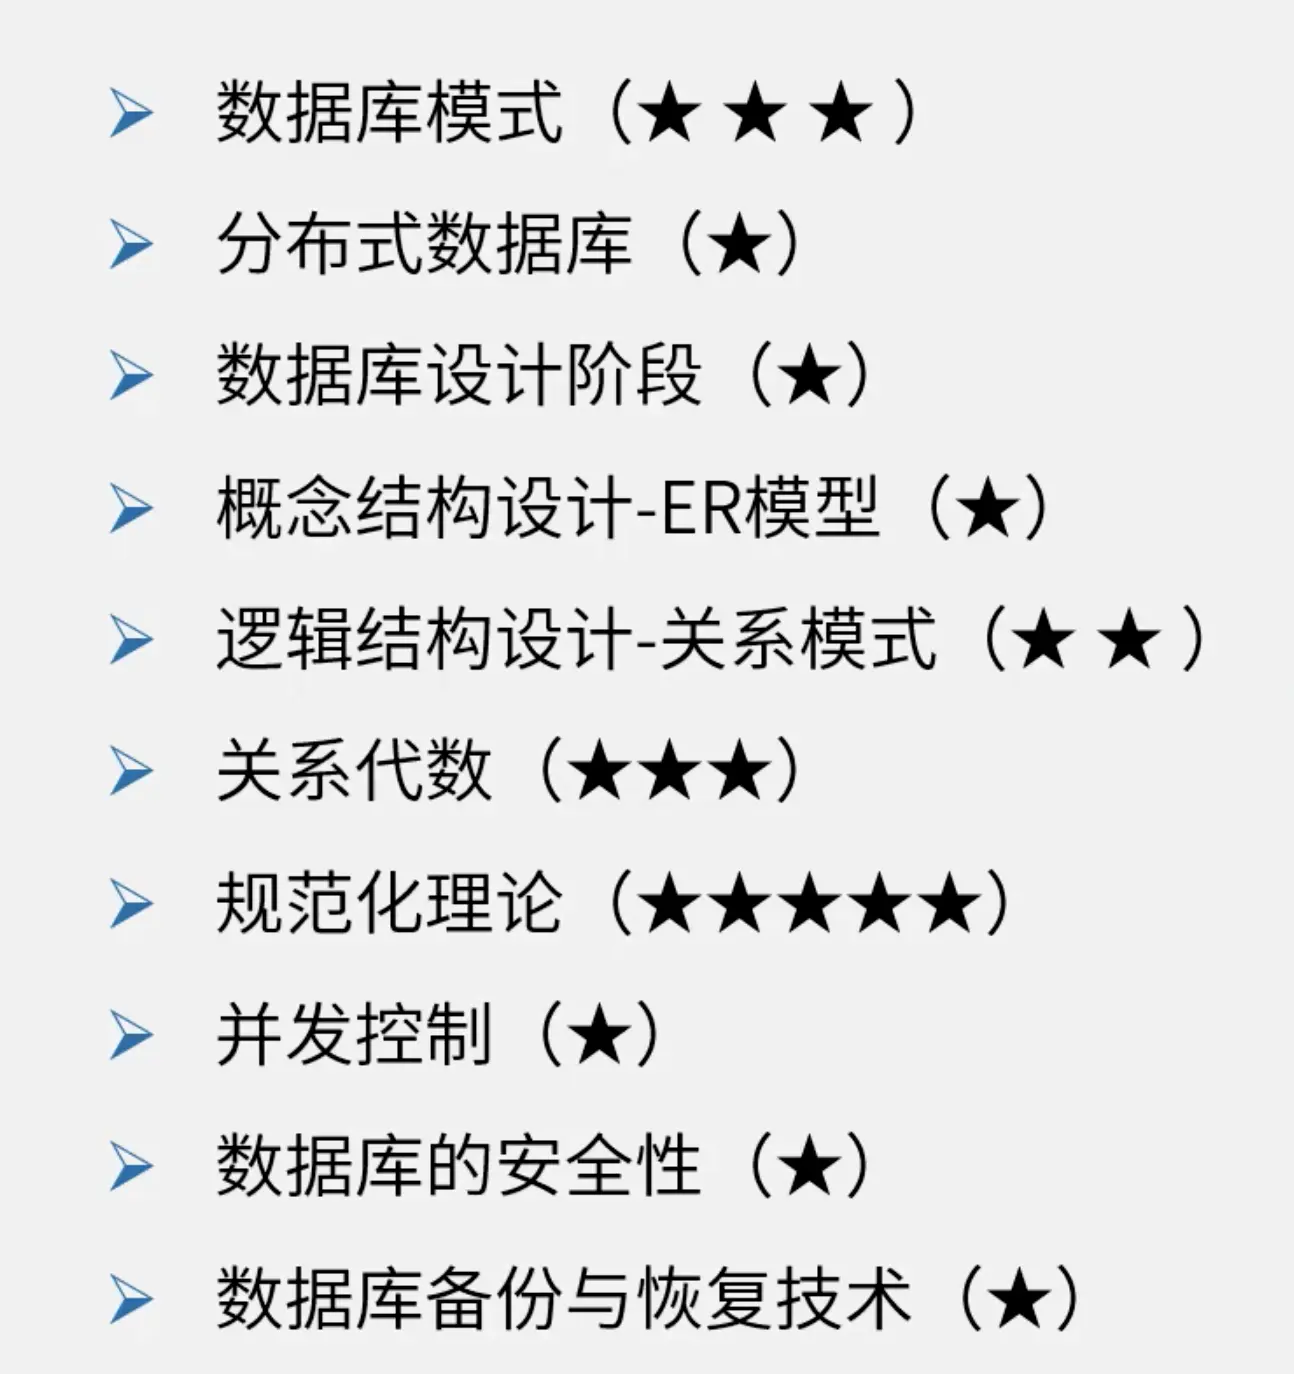 ➢ 数据库模式（★ ★ ★ ）
➢ 分布式数据库（★）
➢ 数据库设计阶段（★）
➢ 概念结构设计-ER模型（★）
➢ 逻辑结构设计-关系模式（★ ★ ）
➢ 关系代数（★★★）
➢ 规范化理论（★★★★★）
➢ 并发控制（★）
➢ 数据库的安全性（★）
➢ 数据库备份与恢复技术（★）